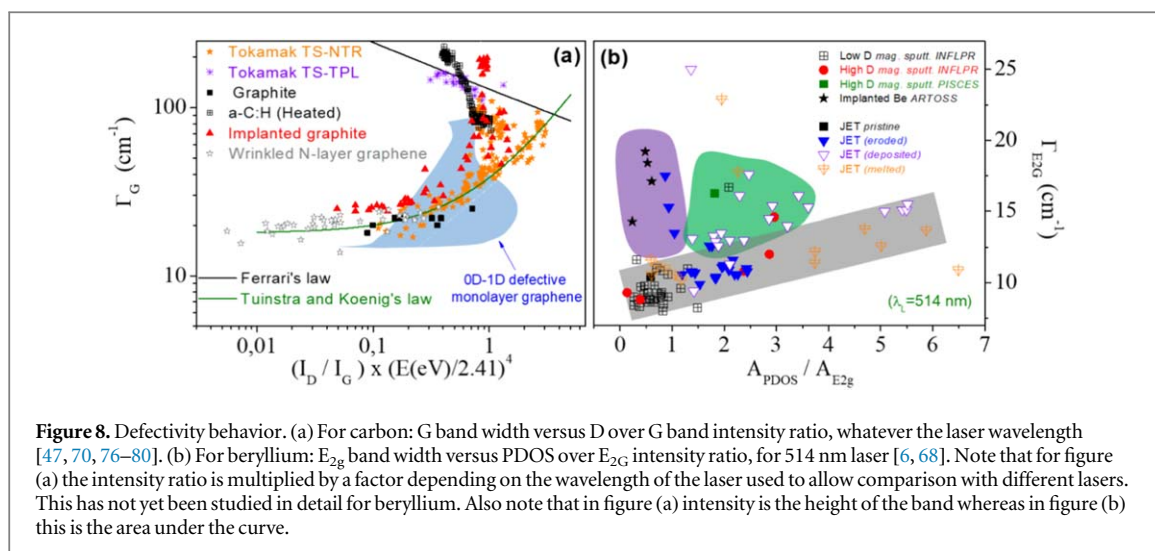 (a)
Tokamak TS-NTR
Tokamak TS-TPL
Graphite
a-C:H (Heated)
Implanted graphite
Wrinkled N-layer graphene
Ferrari's law
Tuinstra and Koenig's law
0D-1D defective
monolayer graphene
100
10
Γ_G (cm⁻¹)
0,01 0,1 1
(I_D / I_G) x (E(eV)/2.41)⁴
(b)
Low D mag. sputt. INFLPR
High D mag. sputt. INFLPR
High D mag. sputt. PISCES
Implanted Be ARTOSS
JET pristine
JET (eroded)
JET (deposited)
JET (melted)
(λ_L=514 nm)
25
20
15
10
Γ_E2G (cm⁻¹)
0 1 2 3 4 5 6 7
A_PDOS / A_E2g
Figure 8. Defectivity behavior. (a) For carbon: G band width versus D over G band intensity ratio, whatever the laser wavelength
[47, 70, 76–80]. (b) For beryllium: E₂g band width versus PDOS over E₂G intensity ratio, for 514 nm laser [6, 68]. Note that for figure
(a) the intensity ratio is multiplied by a factor depending on the wavelength of the laser used to allow comparison with different lasers.
This has not yet been studied in detail for beryllium. Also note that in figure (a) intensity is the height of the band whereas in figure (b)
this is the area under the curve.